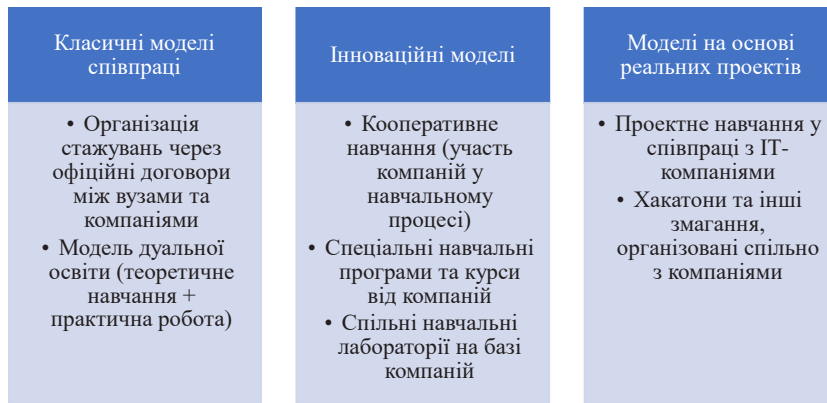 Класичні моделі
співпраці
• Організація
стажувань через
офіційні договори
між вузами та
компаніями
• Модель дуальної
освіти (теоретичне
навчання +
практична робота)
Інноваційні моделі
• Кооперативне
навчання (участь
компаній у
навчальному
процесі)
• Спеціальні навчальні
програми та курси
від компаній
• Спільні навчальні
лабораторії на базі
компаній
Моделі на основі
реальних проектів
• Проектне навчання у
співпраці з ІТ-
компаніями
• Хакатони та інші
змагання,
організовані спільно
з компаніями